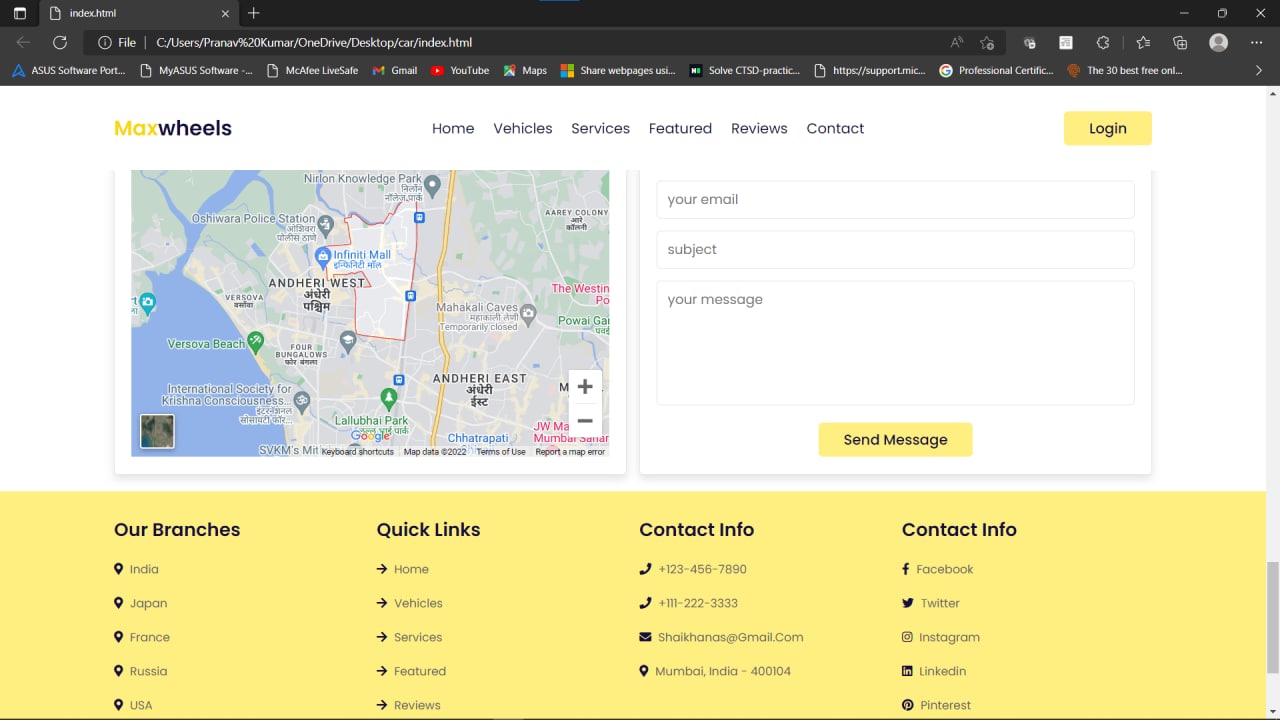 index.html
File
C:/Users/Pranav%20Kumar/OneDrive/Desktop/car/index.html
ASUS Software Port...
MyASUS Software -...
McAfee LiveSafe
Gmail
YouTube
Maps
Share webpages usi...
Solve CTSD-practic...
https://support.mic...
Professional Certific...
The 30 best free onl...
Maxwheels
Home
Vehicles
Services
Featured
Reviews
Contact
Login
Nirlon Knowledge Park
निर्लॉन
नॉलेज पार्क
Oshiwara Police Station
ओशिवरा
पोलीस ठाणे
AAREY COLONY
आरे
कॉलनी
Infiniti Mall
इन्फिनिटी मॉल
ANDHERI WEST
अंधेरी
पश्चिम
VERSOVA
वर्सोवा
The Westin
Mahakali Caves
महाकाली लेणी
Temporarily closed
Powai Gar
Versova Beach
FOUR
BUNGALOWS
फोर बंगला
International Society for
Krishna Consciousness...
इंटरनॅशनल
सोसायटी फॉर...
ANDHERI EAST
अंधेरी
ईस्ट
Lallubhai Park
JW Ma
Mumbai Sahar
Chhatrapati
SVKM's Mit
Google
Keyboard shortcuts
Map data ©2022
Terms of Use
Report a map error
your email
subject
your message
Send Message
Our Branches
India
Japan
France
Russia
USA
Quick Links
Home
Vehicles
Services
Featured
Reviews
Contact Info
+123-456-7890
+111-222-3333
Shaikhanas@Gmail.Com
Mumbai, India - 400104
Contact Info
Facebook
Twitter
Instagram
Linkedin
Pinterest